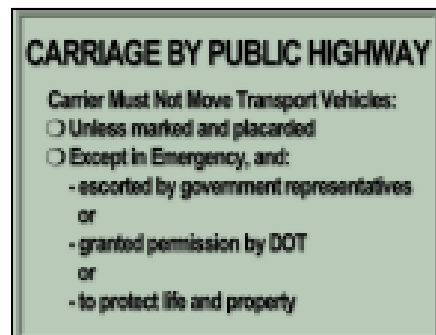 CARRIAGE BY PUBLIC HIGHWAY
Carrier Must Not Move Transport Vehicles:
❍ Unless marked and placarded
❍ Except in Emergency, and:
- escorted by government representatives
or
- granted permission by DOT
or
- to protect life and property